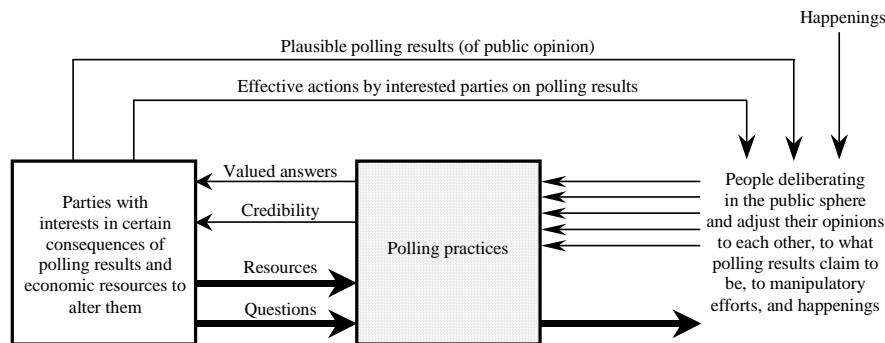 Happenings
Plausible polling results (of public opinion)
Effective actions by interested parties on polling results
Parties with
interests in certain
consequences of
polling results and
economic resources to
alter them
Valued answers
Credibility
Resources
Questions
Polling practices
People deliberating
in the public sphere
and adjust their opinions
to each other, to what
polling results claim to
be, to manipulatory
efforts, and happenings